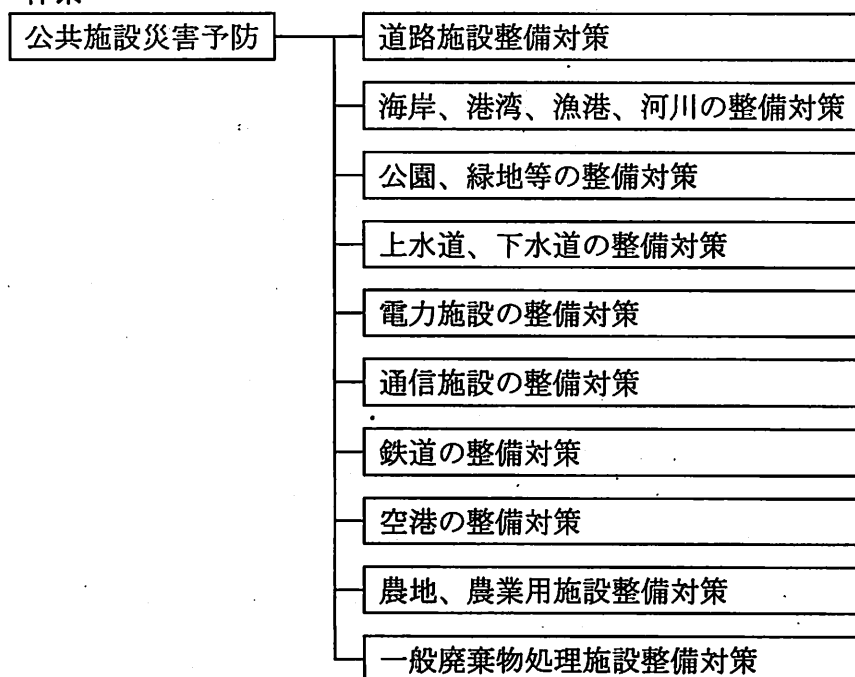 公共施設災害予防
道路施設整備対策
海岸、港湾、漁港、河川の整備対策
公園、緑地等の整備対策
上水道、下水道の整備対策
電力施設の整備対策
通信施設の整備対策
鉄道の整備対策
空港の整備対策
農地、農業用施設整備対策
一般廃棄物処理施設整備対策